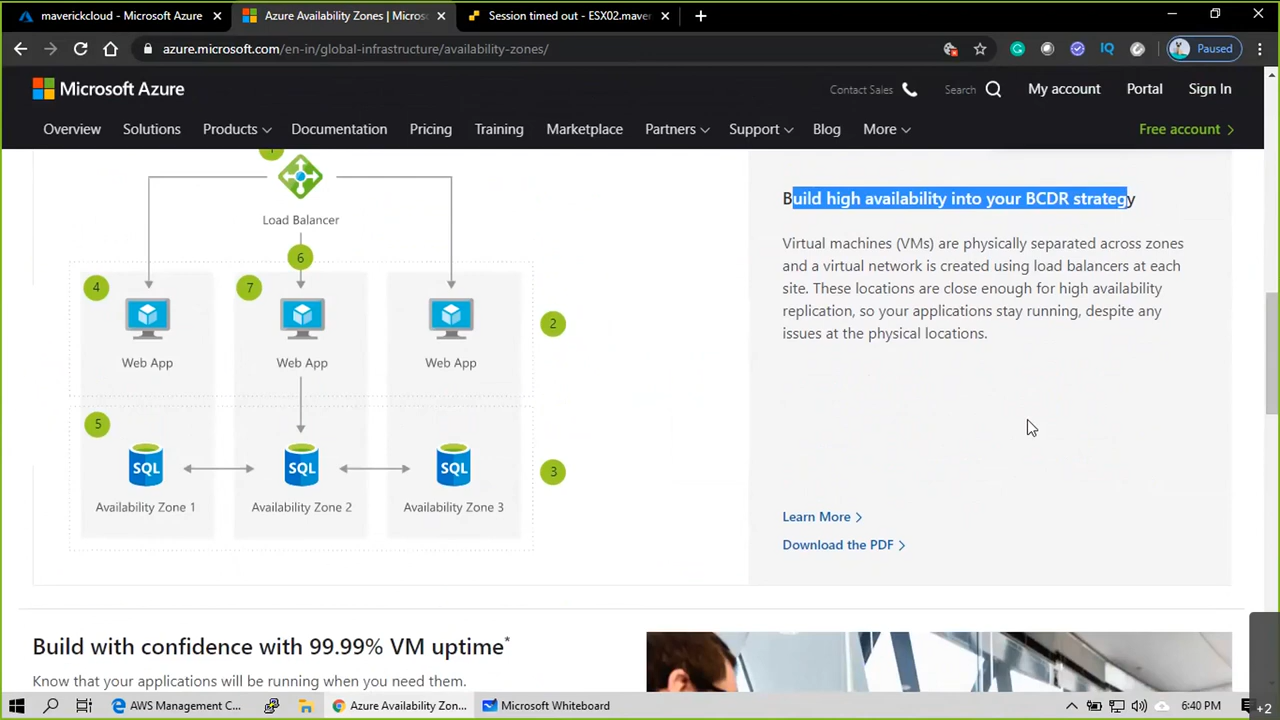 maverickcloud - Microsoft Azure
Azure Availability Zones | Micros
Session timed out - ESX02.maver
azure.microsoft.com/en-in/global-infrastructure/availability-zones/
IQ
Paused
Microsoft Azure
Contact Sales
Search
My account
Portal
Sign In
Overview
Solutions
Products
Documentation
Pricing
Training
Marketplace
Partners
Support
Blog
More
Free account
Load Balancer
6
4
7
2
Web App
Web App
Web App
5
3
SQL
SQL
SQL
Availability Zone 1
Availability Zone 2
Availability Zone 3
Build high availability into your BCDR strategy
Virtual machines (VMs) are physically separated across zones
and a virtual network is created using load balancers at each
site. These locations are close enough for high availability
replication, so your applications stay running, despite any
issues at the physical locations.
Learn More
Download the PDF
Build with confidence with 99.99% VM uptime*
Know that your applications will be running when you need them.
AWS Management C...
Azure Availability Zon...
Microsoft Whiteboard
6:40 PM
+2